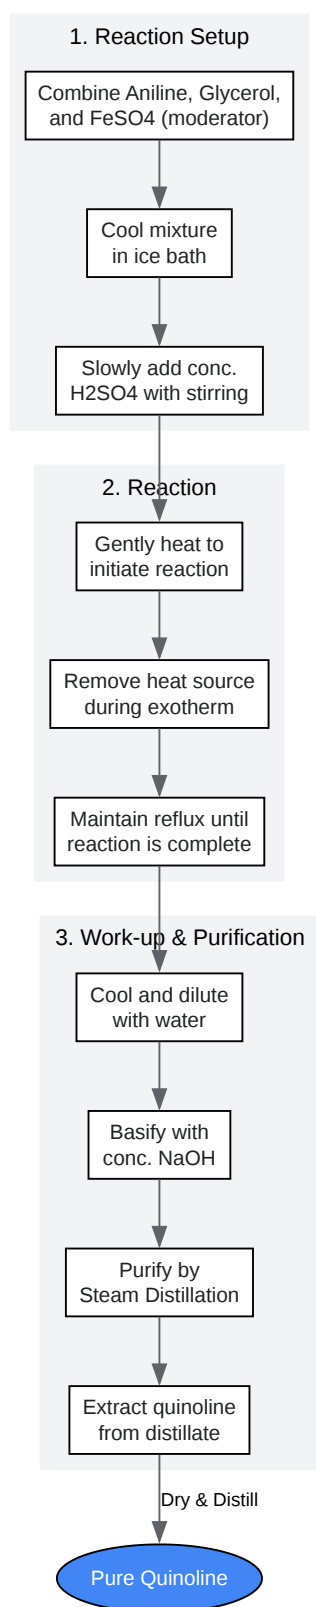 1. Reaction Setup
Combine Aniline, Glycerol,
and FeSO4 (moderator)
Cool mixture
in ice bath
Slowly add conc.
H2SO4 with stirring
2. Reaction
Gently heat to
initiate reaction
Remove heat source
during exotherm
Maintain reflux until
reaction is complete
3. Work-up & Purification
Cool and dilute
with water
Basify with
conc. NaOH
Purify by
Steam Distillation
Extract quinoline
from distillate
Dry & Distill
Pure Quinoline